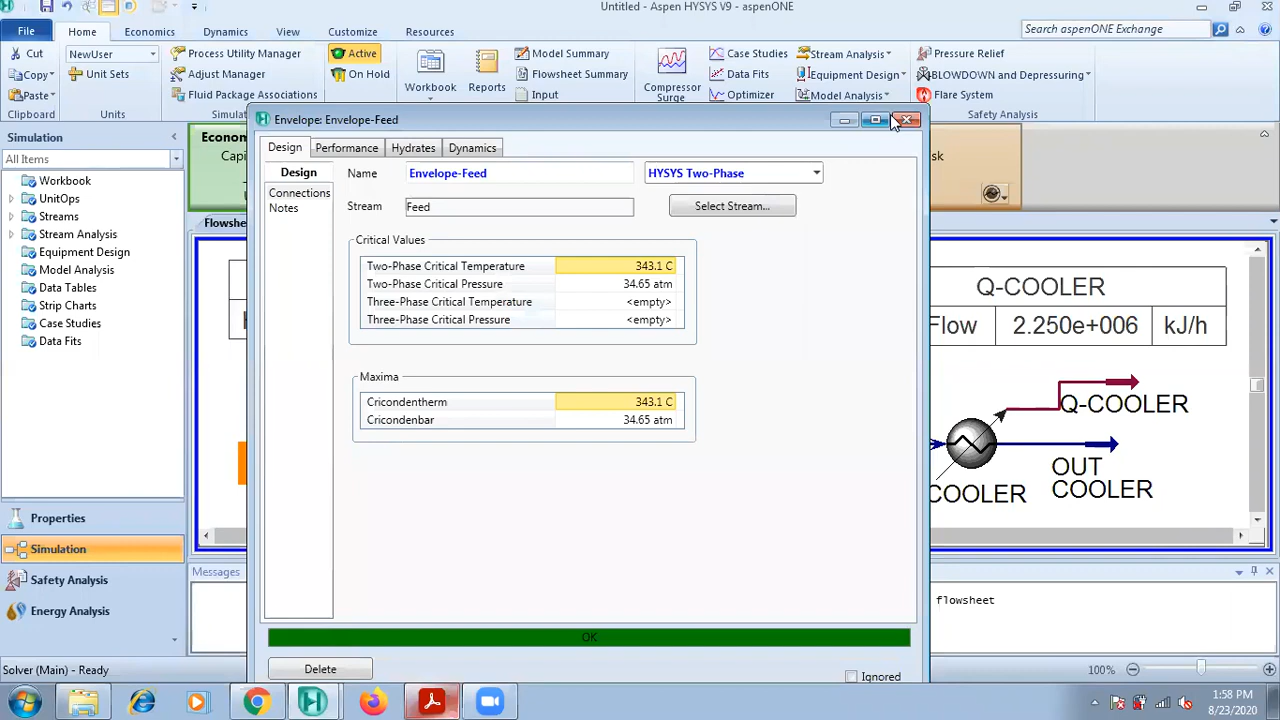 Untitled - Aspen HYSYS V9 - aspenONE
File Home Economics Dynamics View Customize Resources
Search aspenONE Exchange
Cut NewUser Process Utility Manager Active Model Summary Case Studies Stream Analysis Pressure Relief
Copy Unit Sets Adjust Manager On Hold Flowsheet Summary Data Fits Equipment Design BLOWDOWN and Depressuring
Paste Fluid Package Associations Workbook Reports Input Compressor Surge Optimizer Model Analysis Flare System
Clipboard Units Safety Analysis
Simulation
All Items
Workbook
UnitOps
Streams
Stream Analysis
Equipment Design
Model Analysis
Data Tables
Strip Charts
Case Studies
Data Fits
Properties
Simulation
Safety Analysis
Energy Analysis
Econom
Capi
Flowshe
Envelope: Envelope-Feed
Design Performance Hydrates Dynamics
Design
Connections
Notes
Name Envelope-Feed HYSYS Two-Phase
Stream Feed Select Stream...
Critical Values
Two-Phase Critical Temperature 343.1 C
Two-Phase Critical Pressure 34.65 atm
Three-Phase Critical Temperature <empty>
Three-Phase Critical Pressure <empty>
Maxima
Cricondentherm 343.1 C
Cricondenbar 34.65 atm
OK
Delete
Ignored
sk
Q-COOLER
Flow 2.250e+006 kJ/h
Q-COOLER
OUT
COOLER
COOLER
Messages
flowsheet
Solver (Main) - Ready
100%
1:58 PM
8/23/2020